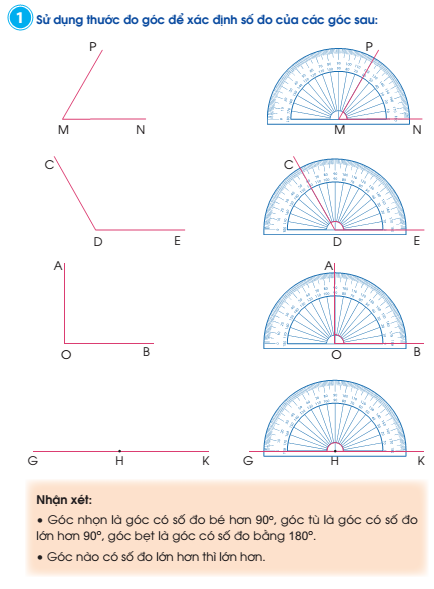 1 Sử dụng thước đo góc để xác định số đo của các góc sau:
P P
M N M N
C C
D E D E
A A
O B O B
G H K G H K
Nhận xét:
• Góc nhọn là góc có số đo bé hơn 90°, góc tù là góc có số đo
lớn hơn 90°, góc bẹt là góc có số đo bằng 180°.
• Góc nào có số đo lớn hơn thì lớn hơn.